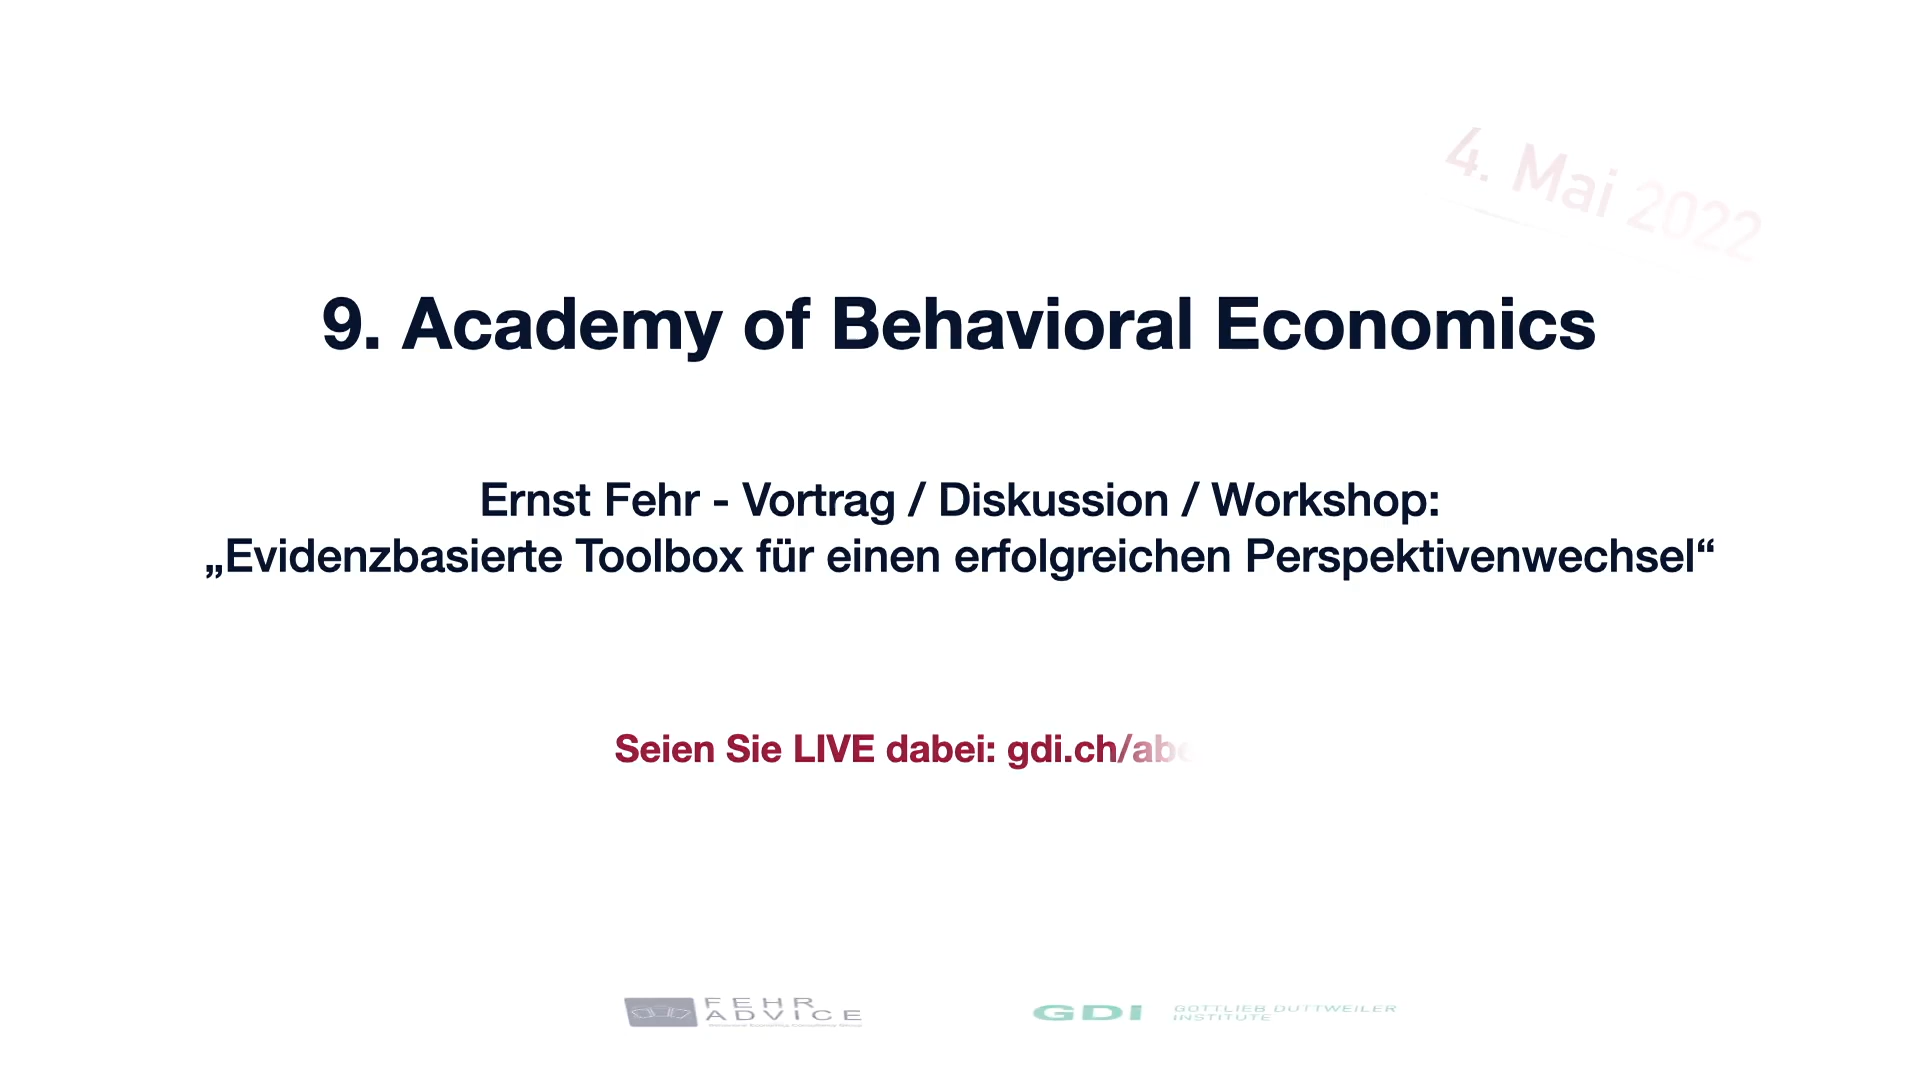 4. Mai 2022
9. Academy of Behavioral Economics
Ernst Fehr - Vortrag / Diskussion / Workshop:
„Evidenzbasierte Toolbox für einen erfolgreichen Perspektivenwechsel“
Seien Sie LIVE dabei: gdi.ch/abe
FEHR
ADVICE
GDI
GOTTLIEB DUTTWEILER
INSTITUTE